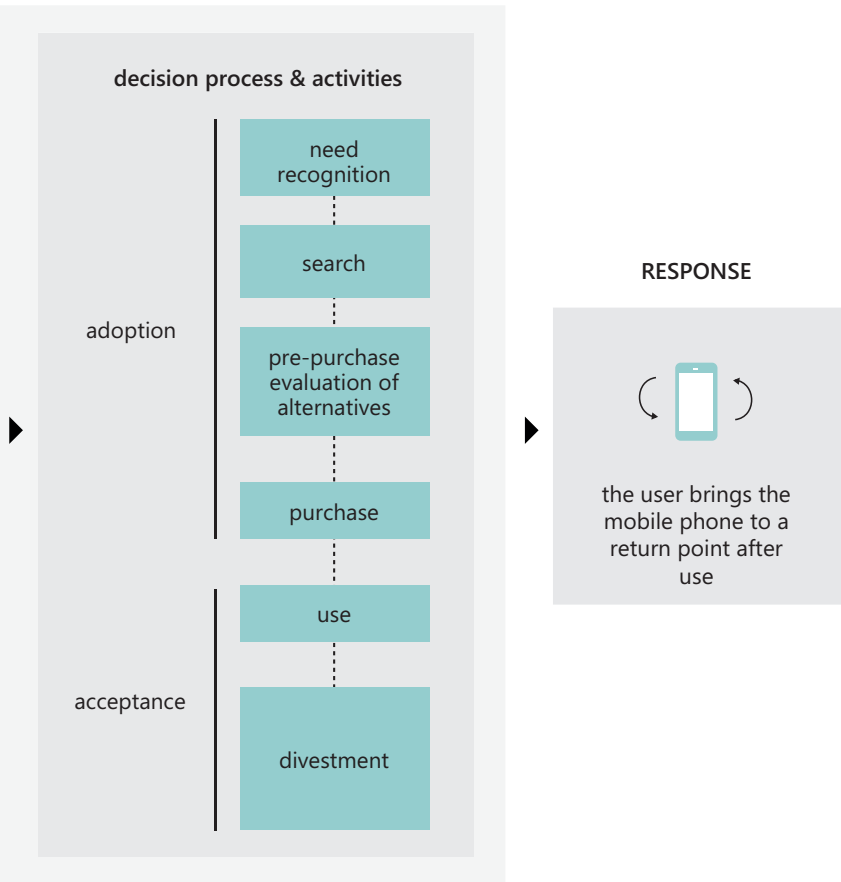 decision process & activities
need
recognition
search
adoption
pre-purchase
evaluation of
alternatives
purchase
use
acceptance
divestment
RESPONSE
the user brings the
mobile phone to a
return point after
use